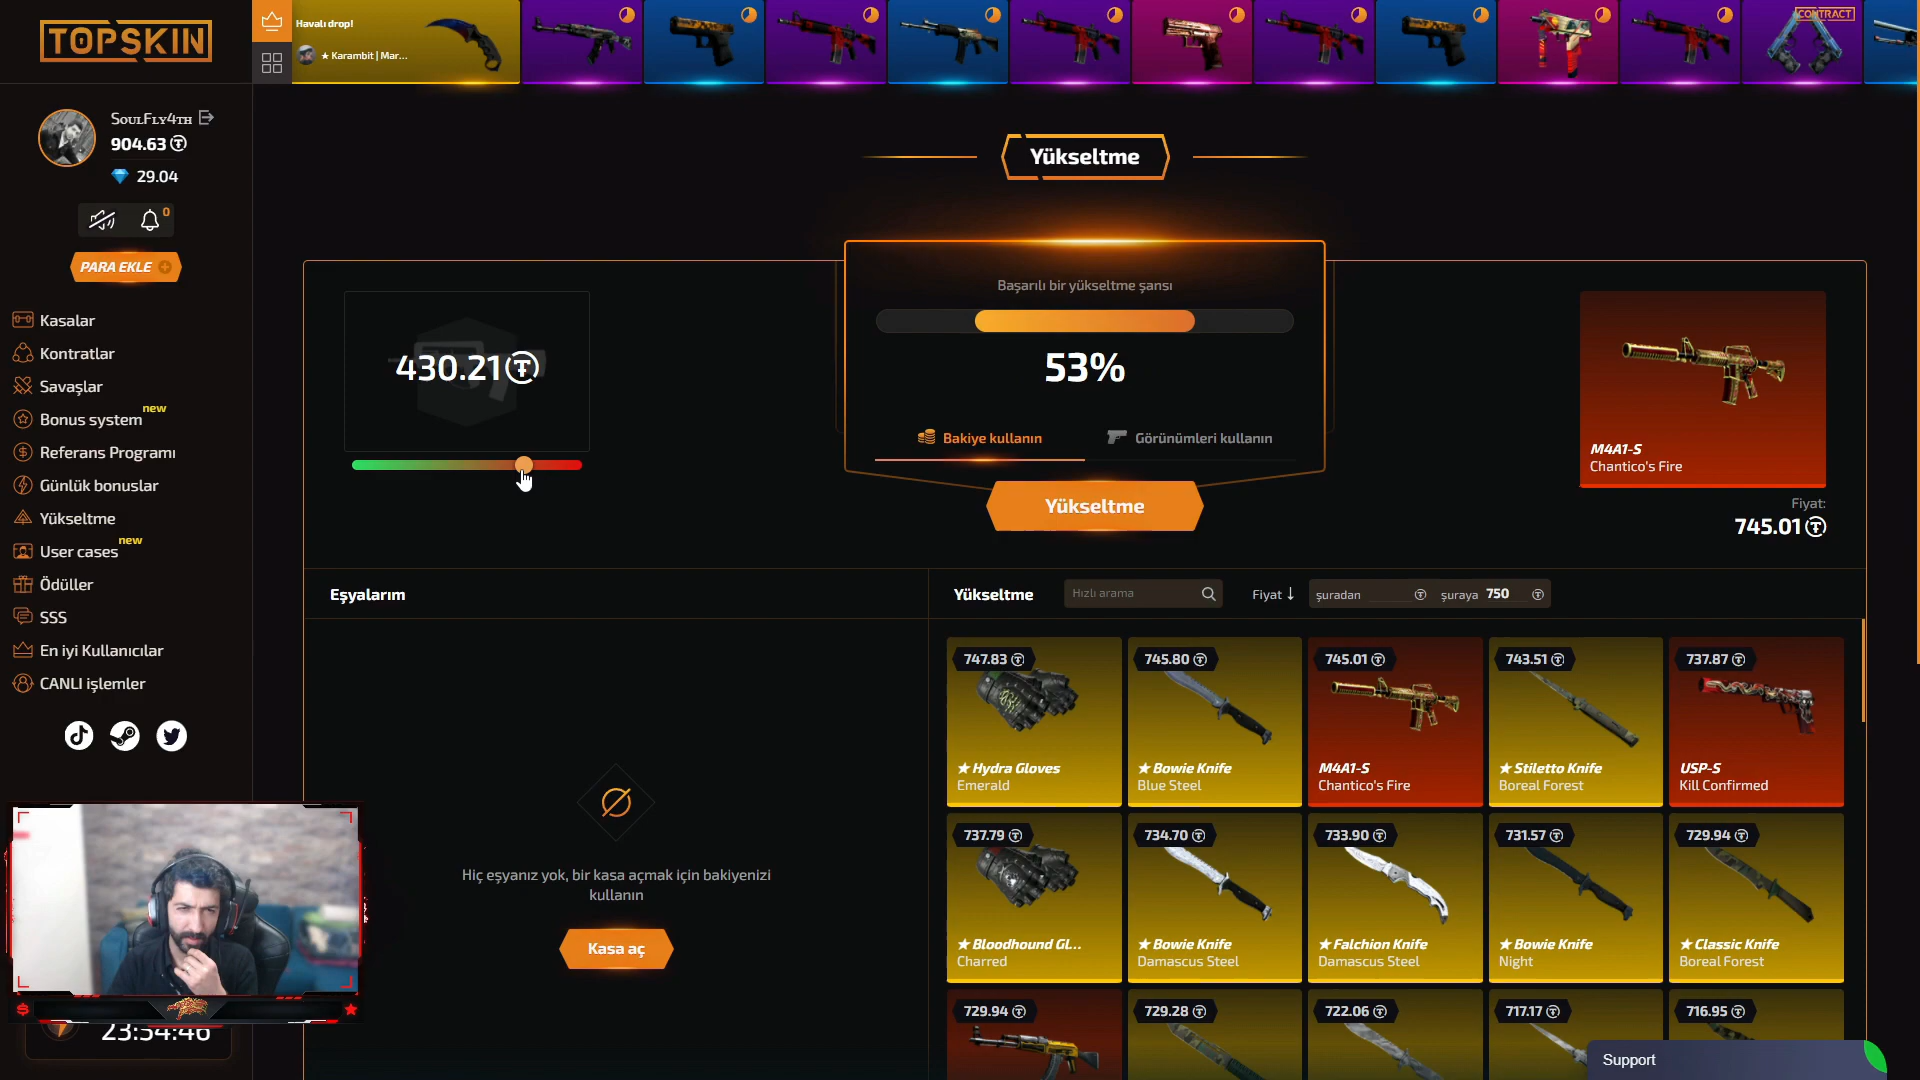 TOPSKIN
Havalı drop!
★ Karambit | Mar...
CONTRACT
SoulFly4th
904.63
29.04
0
PARA EKLE
Kasalar
Kontratlar
Savaşlar
Bonus system new
Referans Programı
Günlük bonuslar
Yükseltme
User cases new
Ödüller
SSS
En iyi Kullanıcılar
CANLI işlemler
23:54:46
Yükseltme
430.21
Başarılı bir yükseltme şansı
53%
Bakiye kullanın
Görünümleri kullanın
Yükseltme
M4A1-S
Chantico's Fire
Fiyat:
745.01
Eşyalarım
Hiç eşyanız yok, bir kasa açmak için bakiyenizi
kullanın
Kasa aç
Yükseltme
Hızlı arama
Fiyat
şuradan
şuraya 750
747.83
★ Hydra Gloves
Emerald
745.80
★ Bowie Knife
Blue Steel
745.01
M4A1-S
Chantico's Fire
743.51
★ Stiletto Knife
Boreal Forest
737.87
USP-S
Kill Confirmed
737.79
★ Bloodhound Gl...
Charred
734.70
★ Bowie Knife
Damascus Steel
733.90
★ Falchion Knife
Damascus Steel
731.57
★ Bowie Knife
Night
729.94
★ Classic Knife
Boreal Forest
729.94
729.28
722.06
717.17
716.95
Support